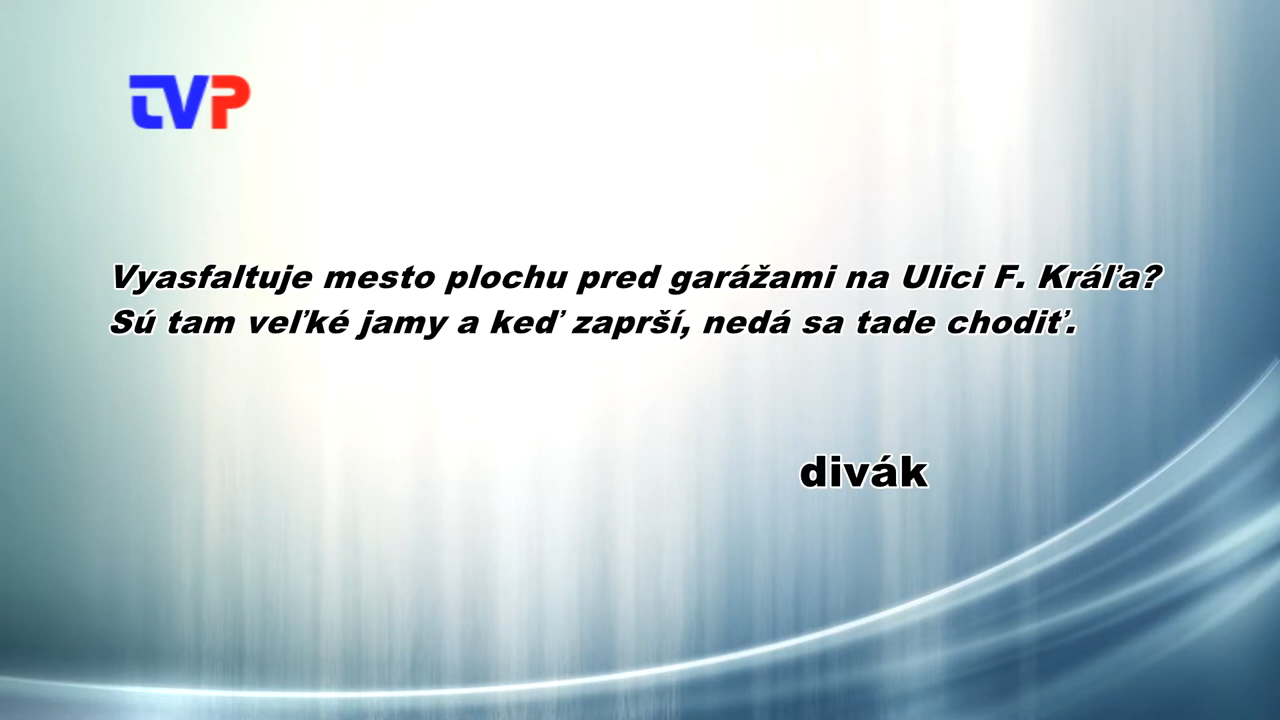 TVP
Vyasfaltuje mesto plochu pred garážami na Ulici F. Kráľa?
Sú tam veľké jamy a keď zaprší, nedá sa tade chodiť.
divák